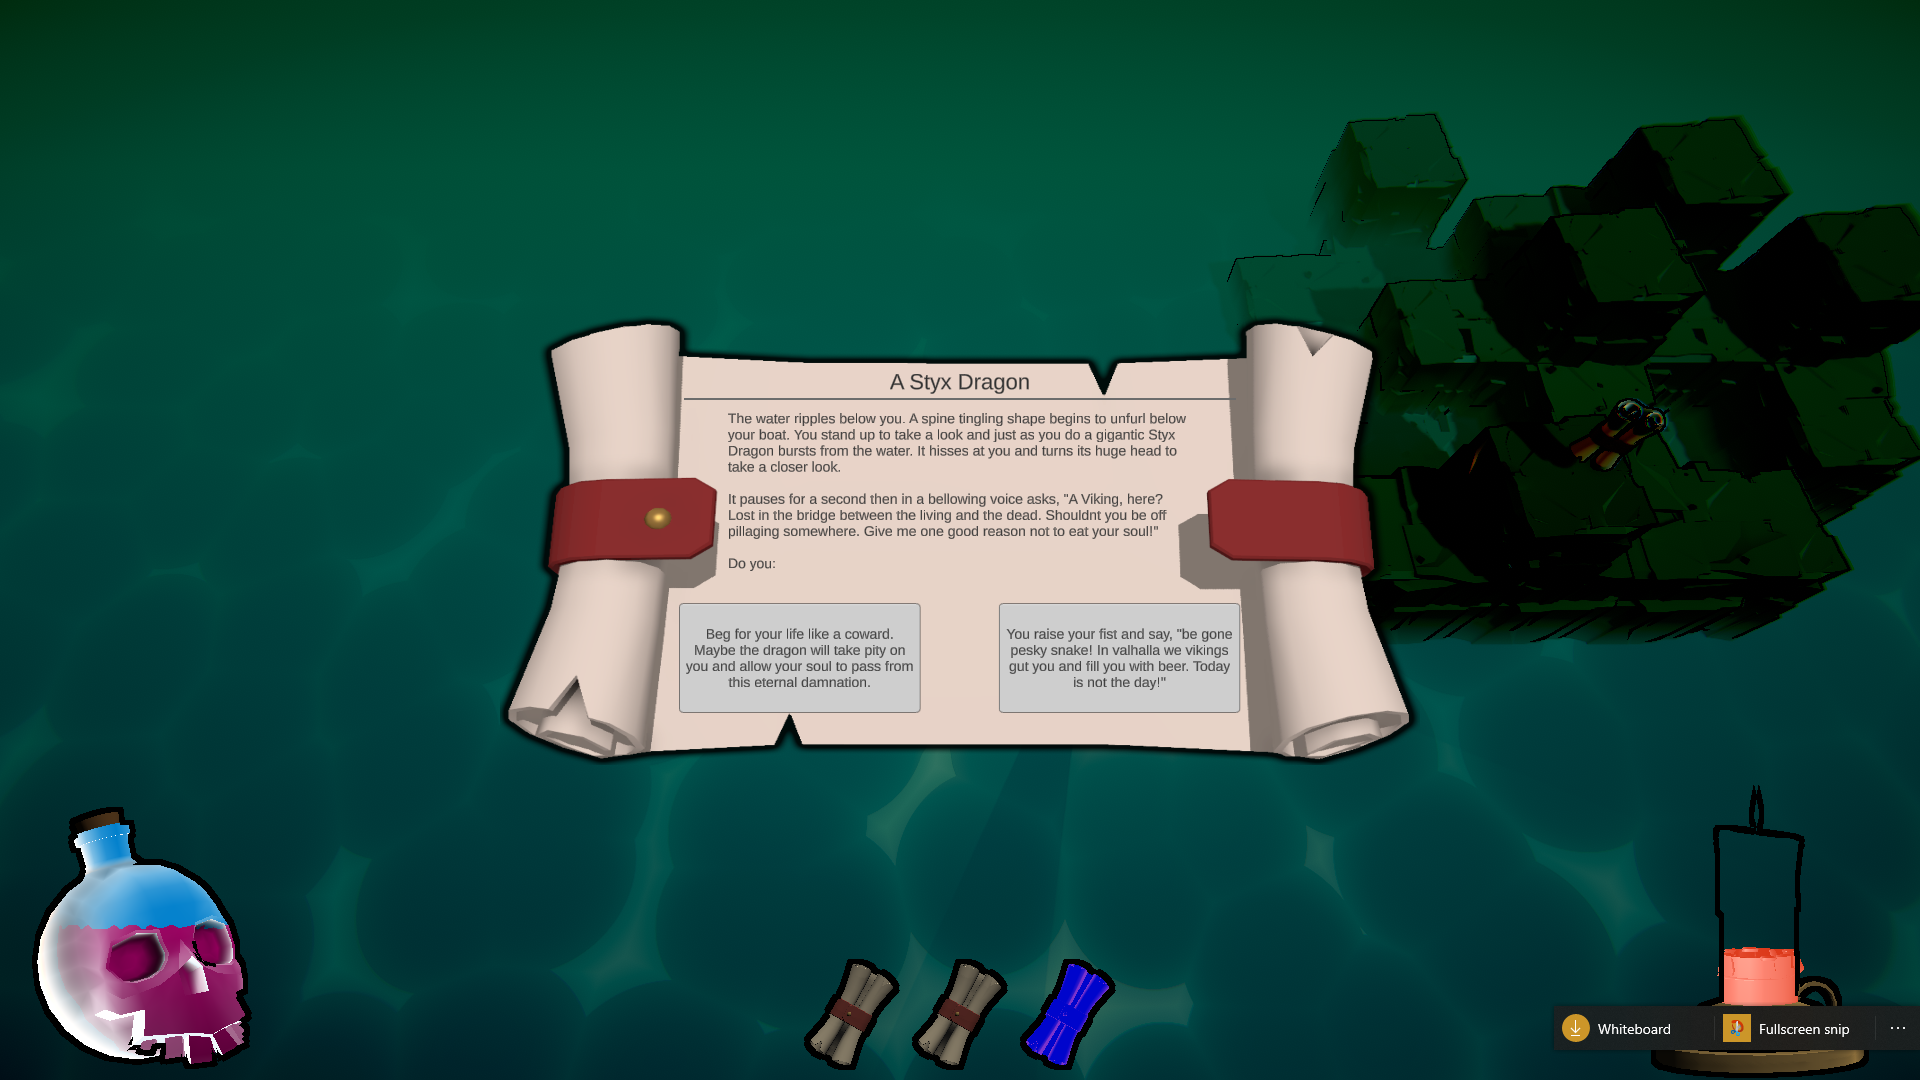 A Styx Dragon
The water ripples below you. A spine tingling shape begins to unfurl below
your boat. You stand up to take a look and just as you do a gigantic Styx
Dragon bursts from the water. It hisses at you and turns its huge head to
take a closer look.
It pauses for a second then in a bellowing voice asks, "A Viking, here?
Lost in the bridge between the living and the dead. Shouldnt you be off
pillaging somewhere. Give me one good reason not to eat your soul!"
Do you:
Beg for your life like a coward.
Maybe the dragon will take pity on
you and allow your soul to pass from
this eternal damnation.
You raise your fist and say, "be gone
pesky snake! In valhalla we vikings
gut you and fill you with beer. Today
is not the day!"
Whiteboard
Fullscreen snip